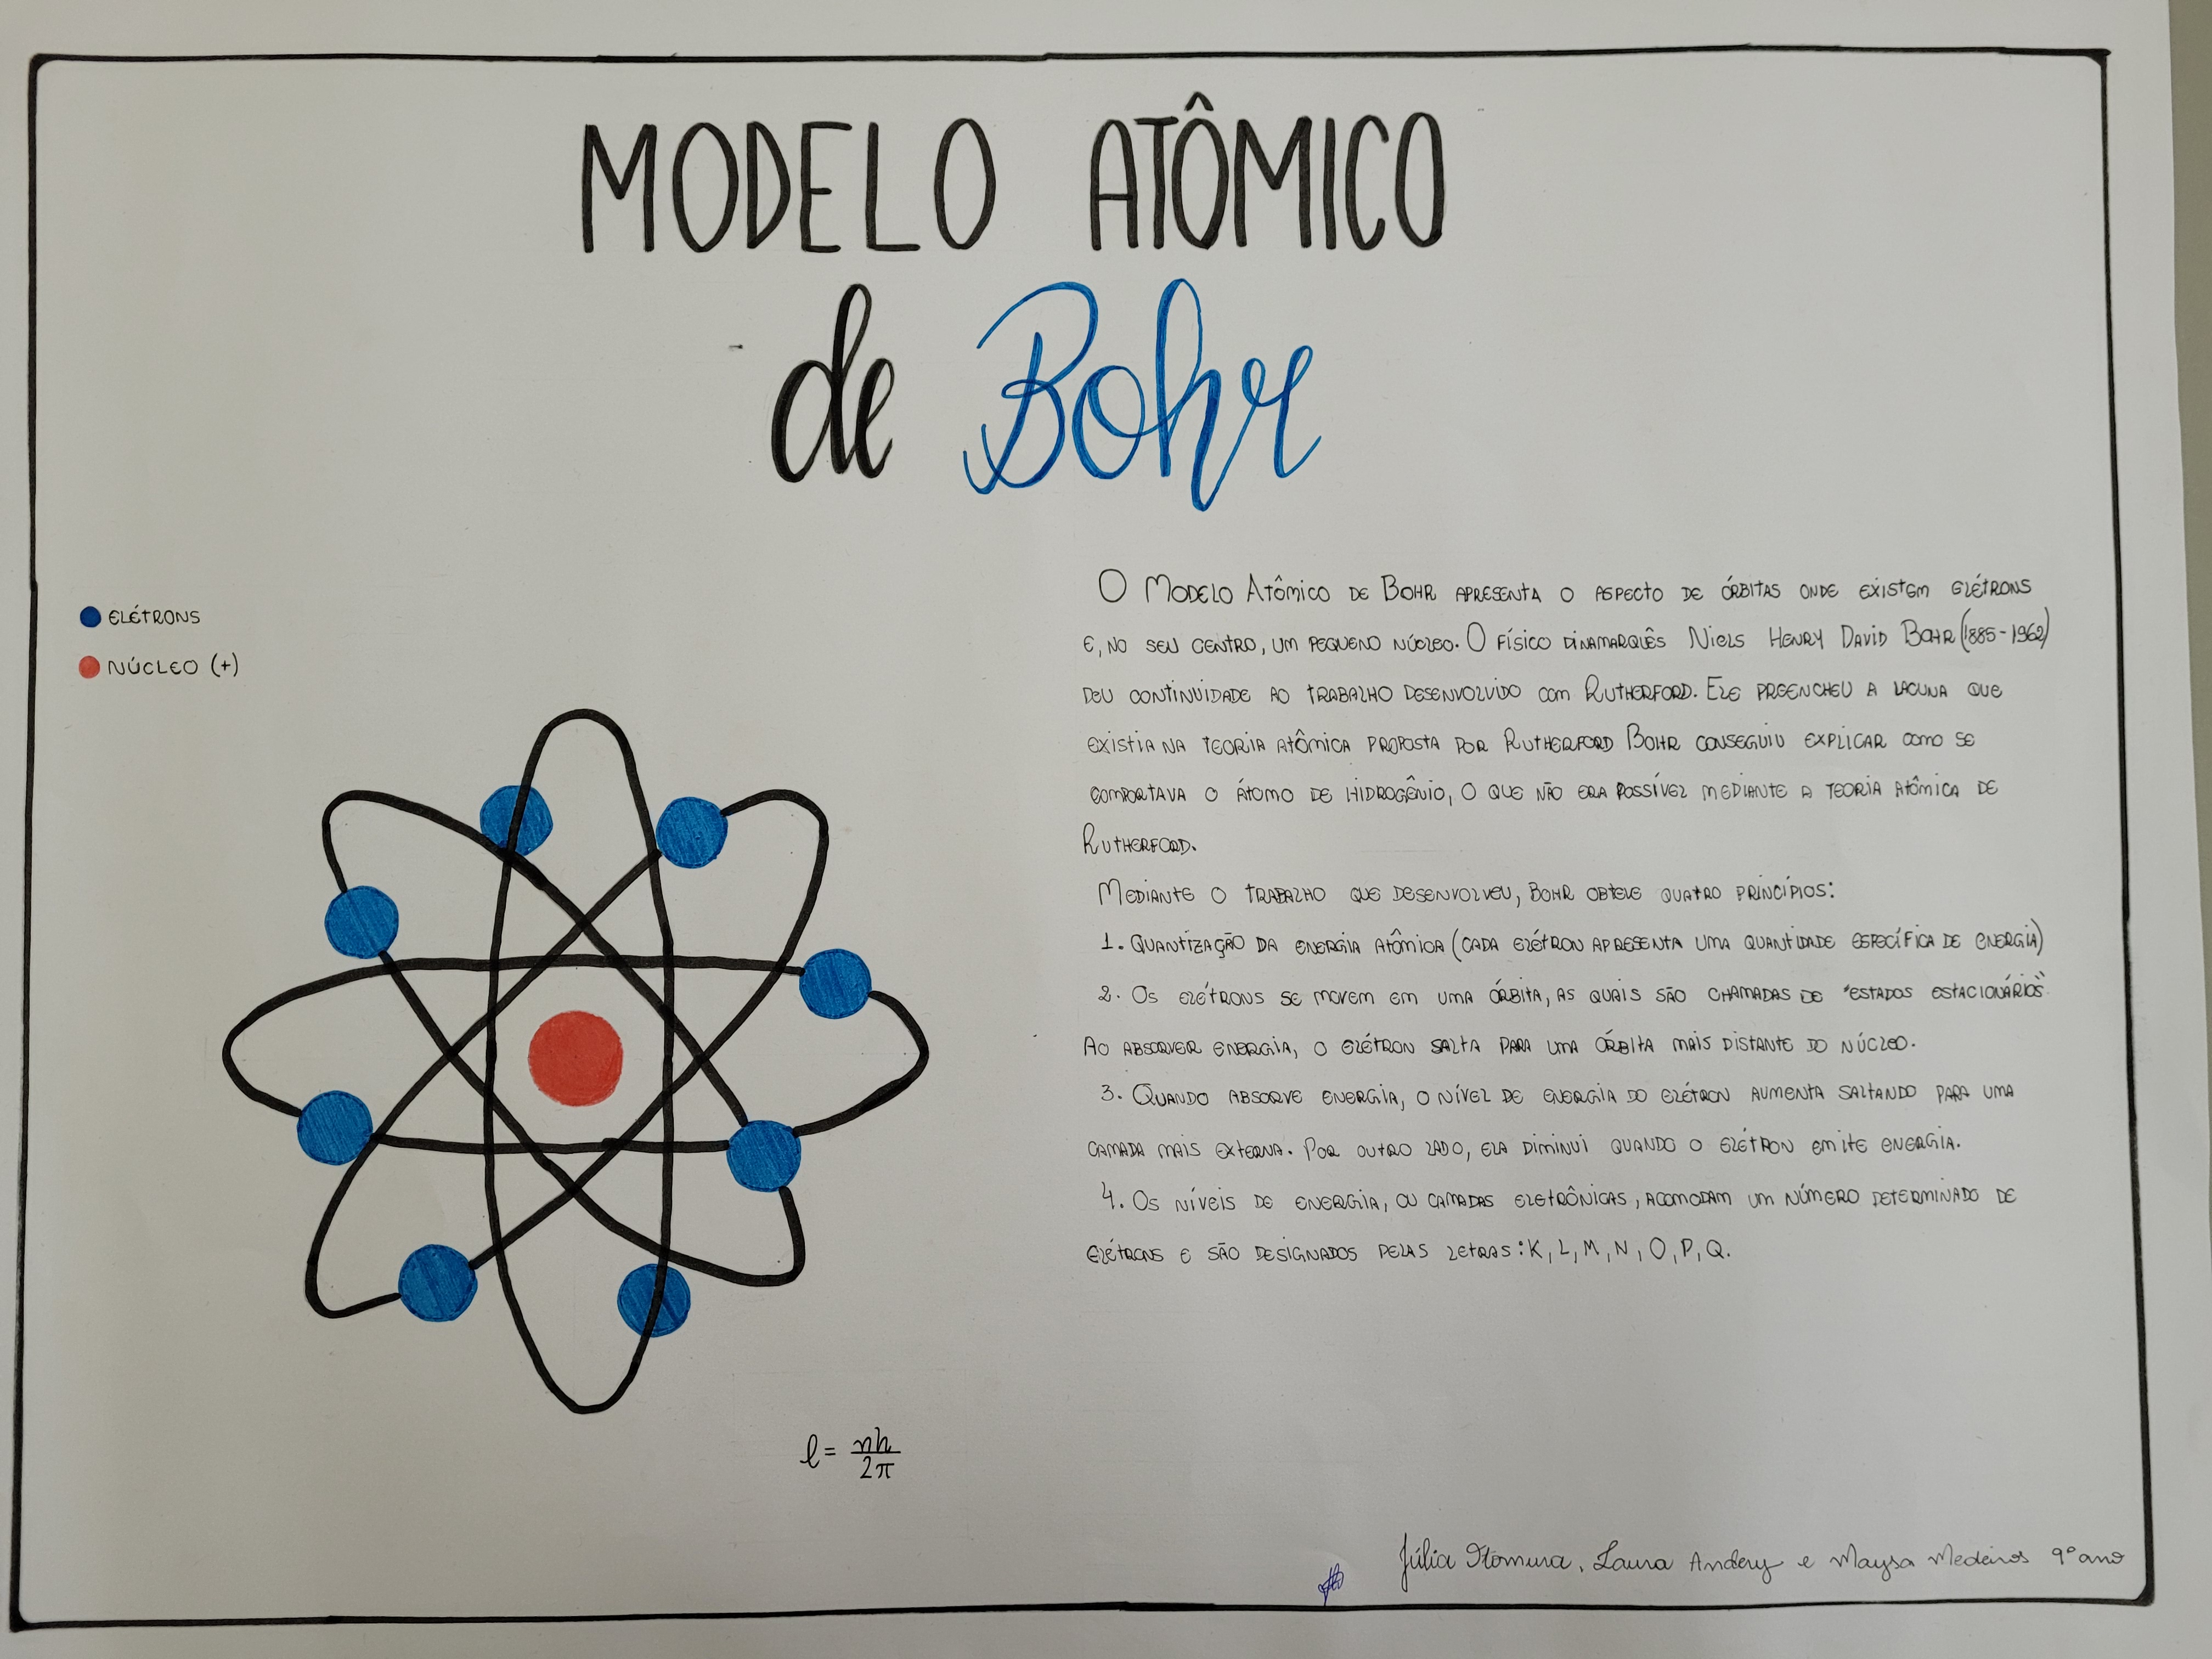 MODELO ATÔMICO
de Bohr
ELÉTRONS
NÚCLEO (+)
O MODELO ATÔMICO DE BOHR APRESENTA O ASPECTO DE ÓRBITAS ONDE EXISTEM ELÉTRONS
E, NO SEU CENTRO, UM PEQUENO NÚCLEO. O FÍSICO DINAMARQUÊS NIELS HENRY DAVID BOHR (1885-1962)
DEU CONTINUIDADE AO TRABALHO DESENVOLVIDO COM RUTHERFORD. ELE PREENCHEU A LACUNA QUE
EXISTIA NA TEORIA ATÔMICA PROPOSTA POR RUTHERFORD BOHR CONSEGUIU EXPLICAR COMO SE
COMPORTAVA O ÁTOMO DE HIDROGÊNIO, O QUE NÃO ERA POSSÍVEL MEDIANTE A TEORIA ATÔMICA DE
RUTHERFORD.
MEDIANTE O TRABALHO QUE DESENVOLVEU, BOHR OBTEVE QUATRO PRINCÍPIOS:
1. QUANTIZAÇÃO DA ENERGIA ATÔMICA (CADA ELÉTRON APRESENTA UMA QUANTIDADE ESPECÍFICA DE ENERGIA)
2. OS ELÉTRONS SE MOVEM EM UMA ÓRBITA, AS QUAIS SÃO CHAMADAS DE "ESTADOS ESTACIONÁRIOS"
AO ABSORVER ENERGIA, O ELÉTRON SALTA PARA UMA ÓRBITA MAIS DISTANTE DO NÚCLEO.
3. QUANDO ABSORVE ENERGIA, O NÍVEL DE ENERGIA DO ELÉTRON AUMENTA SALTANDO PARA UMA
CAMADA MAIS EXTERNA. POR OUTRO LADO, ELA DIMINUI QUANDO O ELÉTRON EMITE ENERGIA.
4. OS NÍVEIS DE ENERGIA, OU CAMADAS ELETRÔNICAS, ACOMODAM UM NÚMERO DETERMINADO DE
ELÉTRONS E SÃO DESIGNADOS PELAS LETRAS: K, L, M, N, O, P, Q.
l = nh/2π
Júlia Itomura, Laura Andery e Maysa Medeiros 9º ano